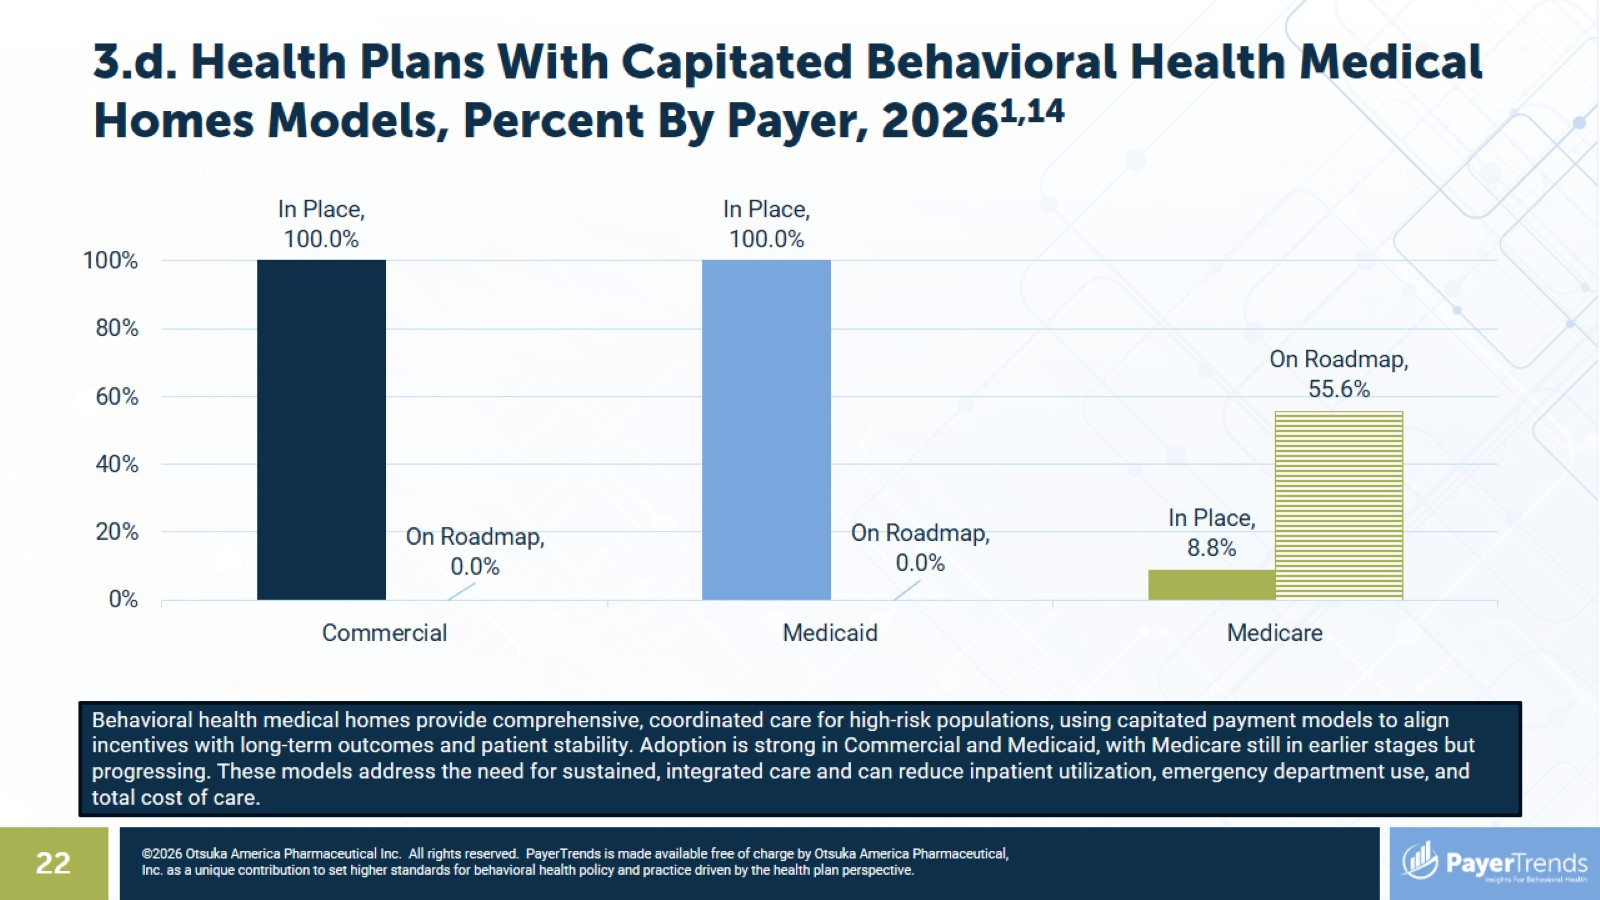 3.d. Health Plans With Capitated Behavioral Health Medical
Homes Models, Percent By Payer, 2026¹,¹⁴
In Place,
100.0%
In Place,
100.0%
100%
80%
On Roadmap,
55.6%
60%
40%
In Place,
8.8%
20%
On Roadmap,
0.0%
On Roadmap,
0.0%
0%
Commercial
Medicaid
Medicare
Behavioral health medical homes provide comprehensive, coordinated care for high-risk populations, using capitated payment models to align
incentives with long-term outcomes and patient stability. Adoption is strong in Commercial and Medicaid, with Medicare still in earlier stages but
progressing. These models address the need for sustained, integrated care and can reduce inpatient utilization, emergency department use, and
total cost of care.
22
©2026 Otsuka America Pharmaceutical Inc. All rights reserved. PayerTrends is made available free of charge by Otsuka America Pharmaceutical,
Inc. as a unique contribution to set higher standards for behavioral health policy and practice driven by the health plan perspective.
PayerTrends
Insights For Behavioral Health